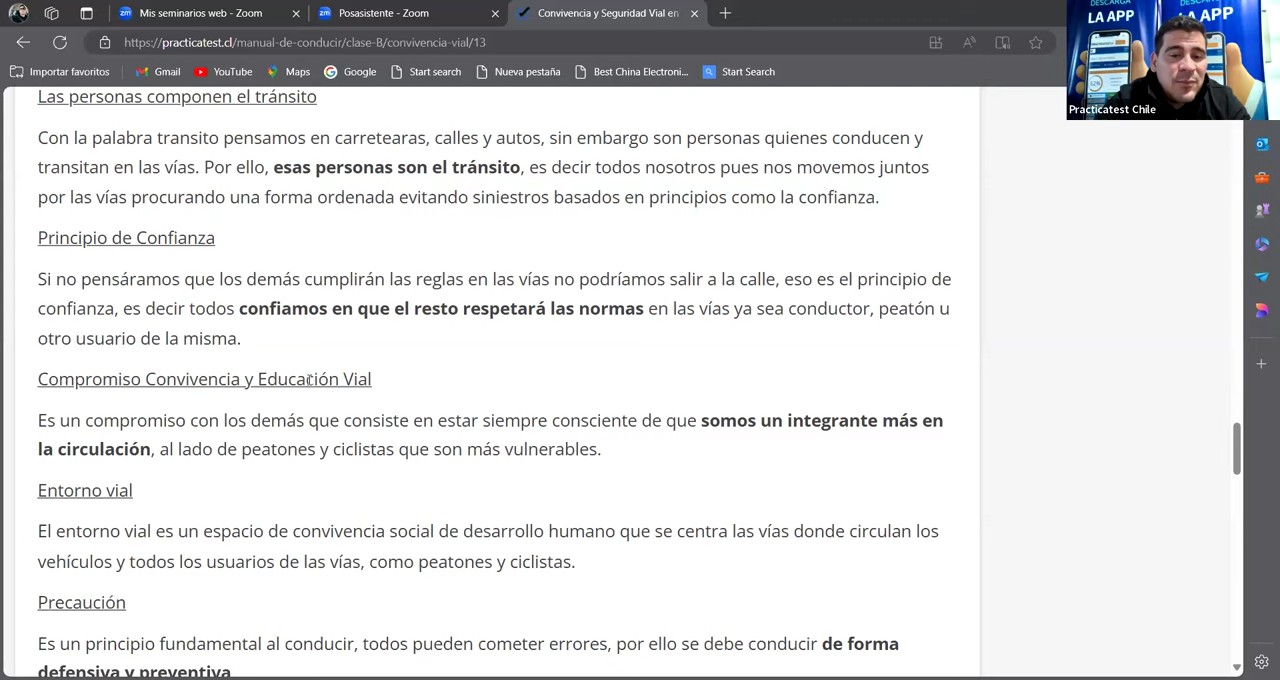 Mis seminarios web - Zoom
Posasistente - Zoom
Convivencia y Seguridad Vial en
https://practicatest.cl/manual-de-conducir/clase-B/convivencia-vial/13
Importar favoritos
Gmail
YouTube
Maps
Google
Start search
Nueva pestaña
Best China Electroni...
Start Search
DESCARGA
LA APP
LA APP
Practicatest Chile
Las personas componen el tránsito
Con la palabra transito pensamos en carretearas, calles y autos, sin embargo son personas quienes conducen y
transitan en las vías. Por ello, esas personas son el tránsito, es decir todos nosotros pues nos movemos juntos
por las vías procurando una forma ordenada evitando siniestros basados en principios como la confianza.
Principio de Confianza
Si no pensáramos que los demás cumplirán las reglas en las vías no podríamos salir a la calle, eso es el principio de
confianza, es decir todos confiamos en que el resto respetará las normas en las vías ya sea conductor, peatón u
otro usuario de la misma.
Compromiso Convivencia y Educación Vial
Es un compromiso con los demás que consiste en estar siempre consciente de que somos un integrante más en
la circulación, al lado de peatones y ciclistas que son más vulnerables.
Entorno vial
El entorno vial es un espacio de convivencia social de desarrollo humano que se centra las vías donde circulan los
vehículos y todos los usuarios de las vías, como peatones y ciclistas.
Precaución
Es un principio fundamental al conducir, todos pueden cometer errores, por ello se debe conducir de forma
defensiva y preventiva